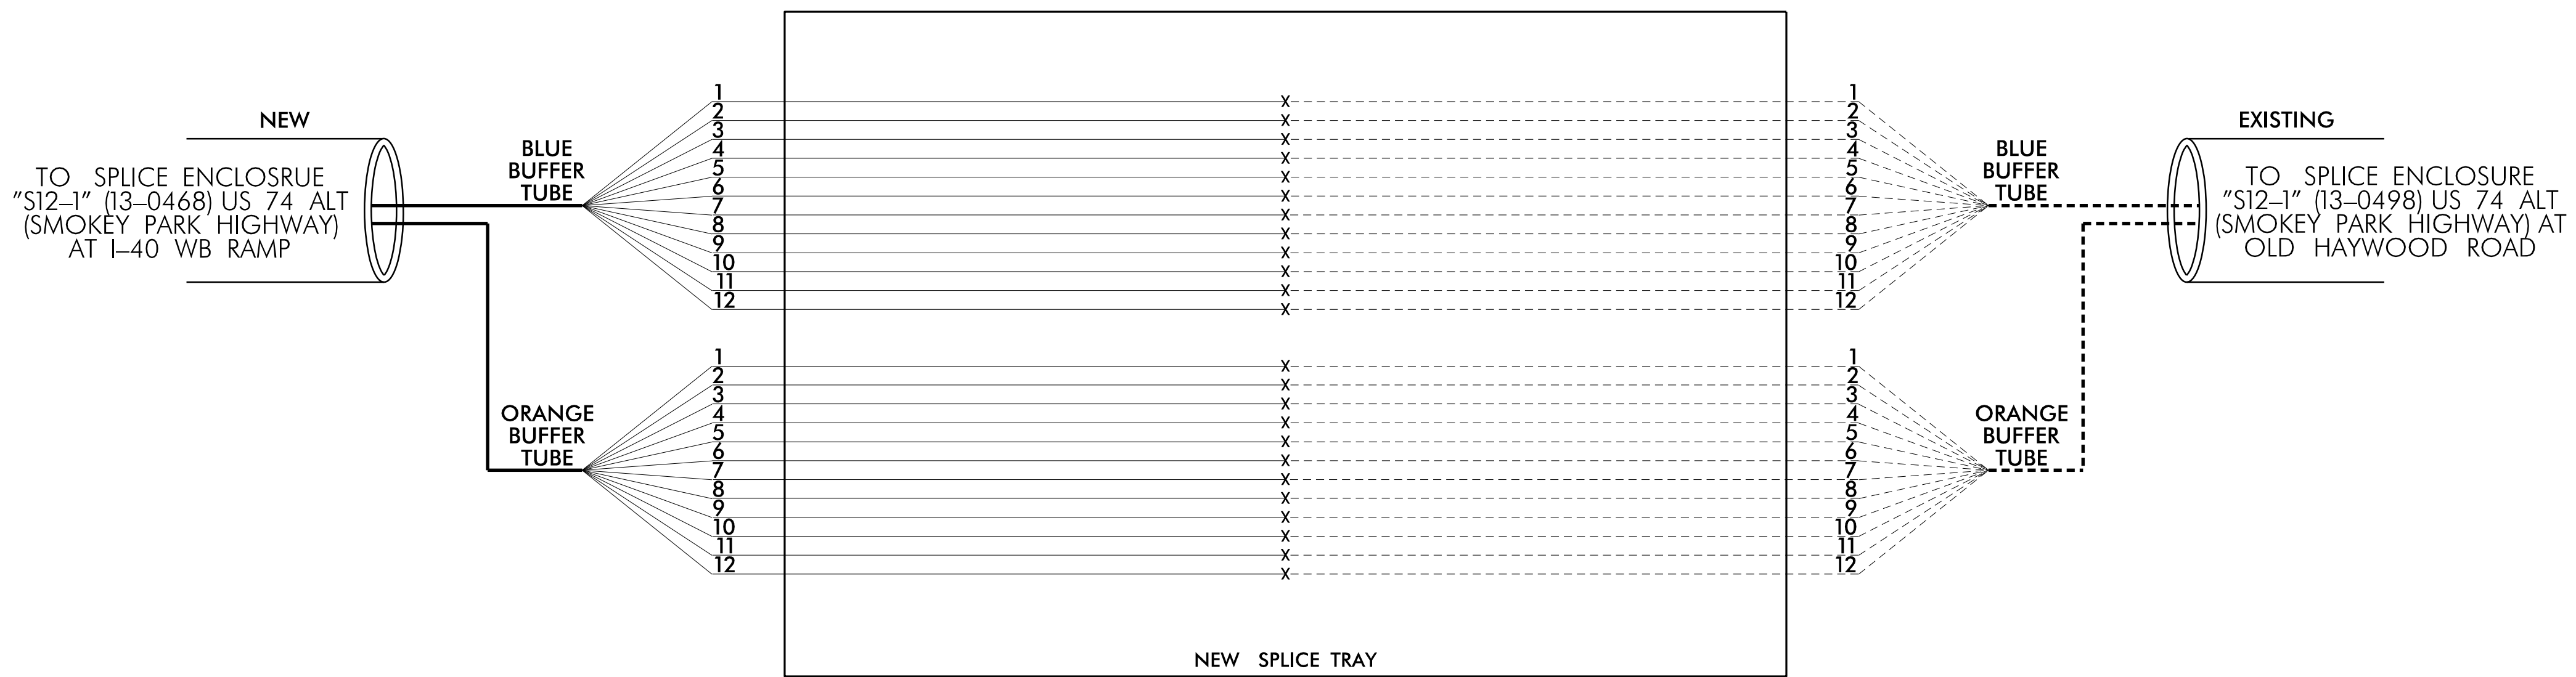 NEW
TO SPLICE ENCLOSRUE
"S12–1" (13–0468) US 74 ALT
(SMOKEY PARK HIGHWAY)
AT I–40 WB RAMP
BLUE
BUFFER
TUBE
1
2
3
4
5
6
7
8
9
10
11
12
X
X
X
X
X
X
X
X
X
X
X
X
1
2
3
4
5
6
7
8
9
10
11
12
BLUE
BUFFER
TUBE
EXISTING
TO SPLICE ENCLOSURE
"S12–1" (13–0498) US 74 ALT
(SMOKEY PARK HIGHWAY) AT
OLD HAYWOOD ROAD
ORANGE
BUFFER
TUBE
1
2
3
4
5
6
7
8
9
10
11
12
X
X
X
X
X
X
X
X
X
X
X
X
1
2
3
4
5
6
7
8
9
10
11
12
ORANGE
BUFFER
TUBE
NEW SPLICE TRAY